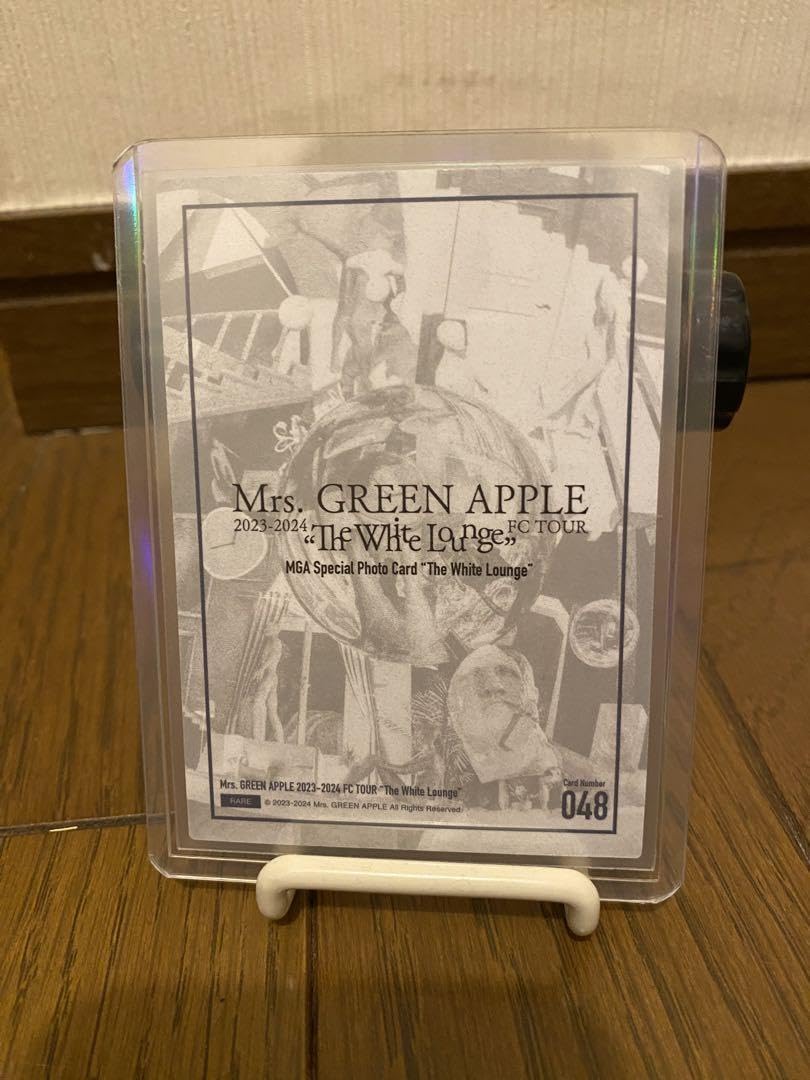 Mrs. GREEN APPLE
2023-2024 "The White Lounge" FC TOUR
MGA Special Photo Card "The White Lounge"
Mrs. GREEN APPLE 2023-2024 FC TOUR "The White Lounge"
RARE © 2023-2024 Mrs. GREEN APPLE All Rights Reserved.
Card Number
048